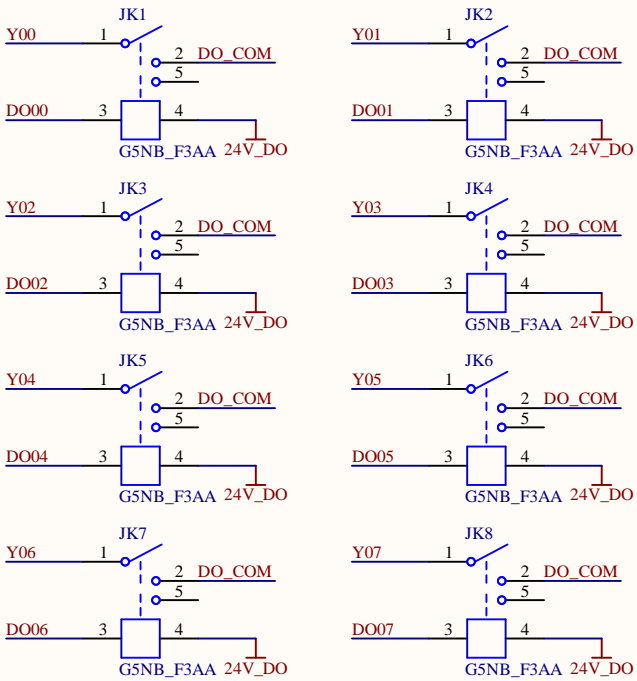 JK1
Y00 1 2 DO_COM
5
DO00 3 4
G5NB_F3AA 24V_DO
JK2
Y01 1 2 DO_COM
5
DO01 3 4
G5NB_F3AA 24V_DO
JK3
Y02 1 2 DO_COM
5
DO02 3 4
G5NB_F3AA 24V_DO
JK4
Y03 1 2 DO_COM
5
DO03 3 4
G5NB_F3AA 24V_DO
JK5
Y04 1 2 DO_COM
5
DO04 3 4
G5NB_F3AA 24V_DO
JK6
Y05 1 2 DO_COM
5
DO05 3 4
G5NB_F3AA 24V_DO
JK7
Y06 1 2 DO_COM
5
DO06 3 4
G5NB_F3AA 24V_DO
JK8
Y07 1 2 DO_COM
5
DO07 3 4
G5NB_F3AA 24V_DO